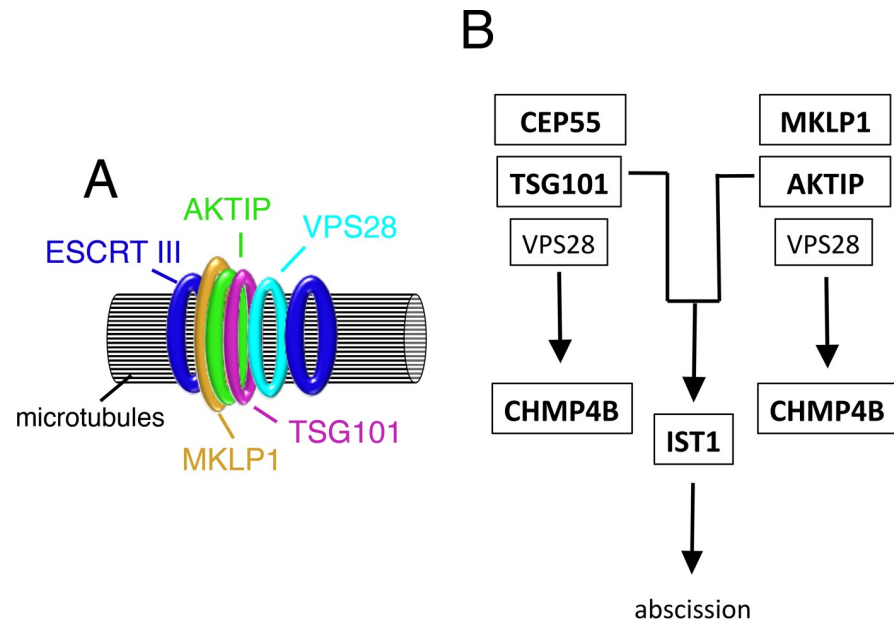 A
AKTIP
VPS28
ESCRT III
microtubules
TSG101
MKLP1
B
CEP55
MKLP1
TSG101
AKTIP
VPS28
VPS28
CHMP4B
CHMP4B
IST1
abscission